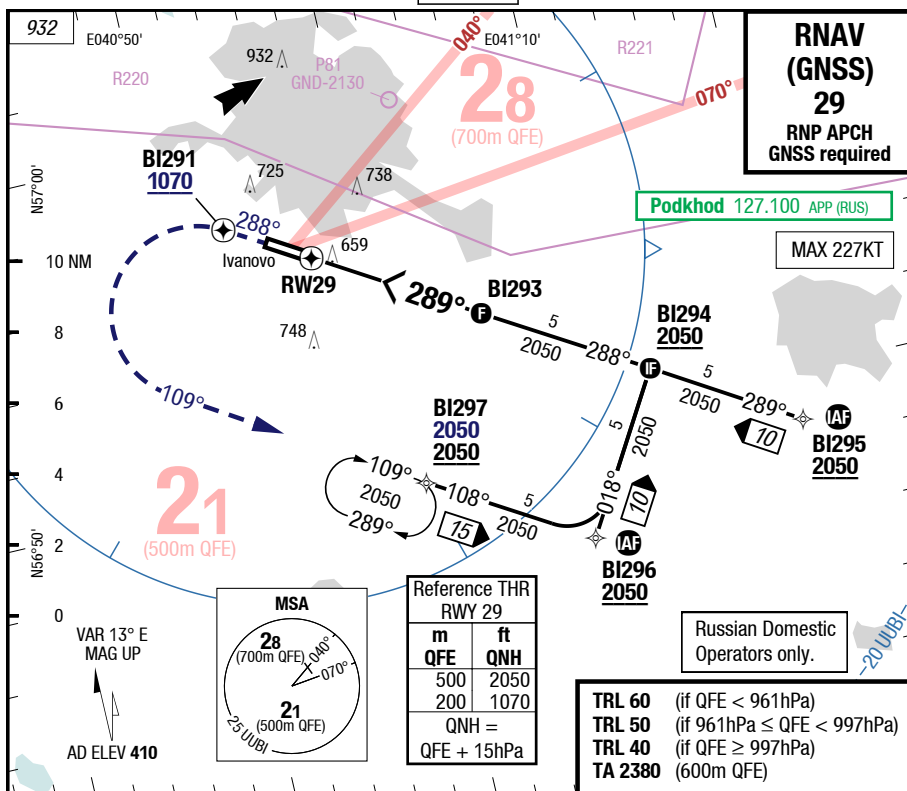 932
E040°50'
E041°10'
040°
R221
RNAV
(GNSS)
29
RNP APCH
GNSS required
932
P81
GND-2130
R220
28
(700m QFE)
070°
BI291
1070
725
738
N57°00'
Podkhod 127.100 APP (RUS)
288°
659
Ivanovo
RW29
MAX 227KT
10 NM
289°
BI293
F
5
2050
288°
BI294
2050
IF
748
8
5
2050
289°
IAF
BI295
2050
10
6
109°
BI297
2050
2050
5
2050
018°
10
4
109°
2050
289°
108°
5
2050
15
IAF
BI296
2050
21
(500m QFE)
N56°50'
2
0
MSA
28
(700m QFE)
040°
070°
21
(500m QFE)
25 UUBI
Reference THR
RWY 29
m ft
QFE QNH
500 2050
200 1070
QNH =
QFE + 15hPa
VAR 13° E
MAG UP
AD ELEV 410
Russian Domestic
Operators only.
20 UUBI
TRL 60 (if QFE < 961hPa)
TRL 50 (if 961hPa ≤ QFE < 997hPa)
TRL 40 (if QFE ≥ 997hPa)
TA 2380 (600m QFE)